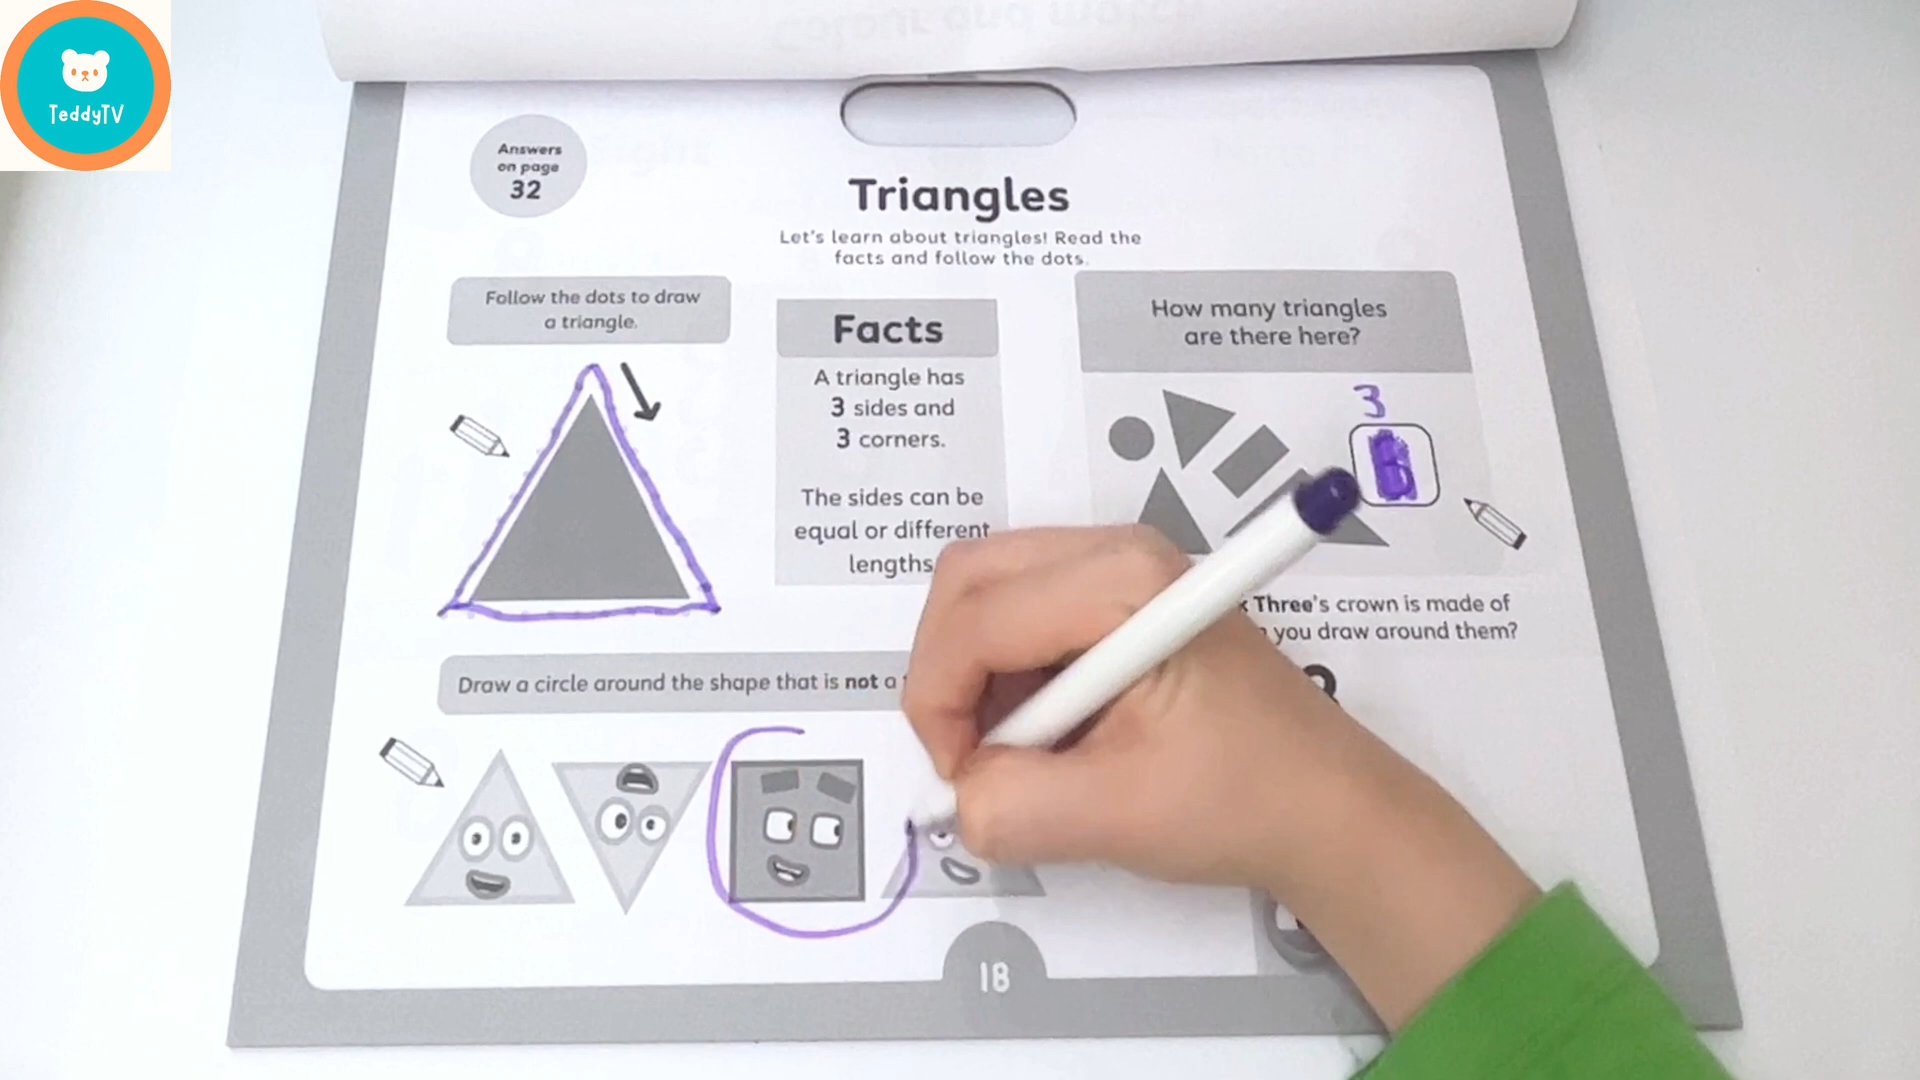 TeddyTV
Answers
on page
32
Triangles
Let's learn about triangles! Read the
facts and follow the dots.
Follow the dots to draw
a triangle.
Facts
A triangle has
3 sides and
3 corners.
The sides can be
equal or different
lengths
How many triangles
are there here?
3
Three's crown is made of
you draw around them?
Draw a circle around the shape that is not a
18